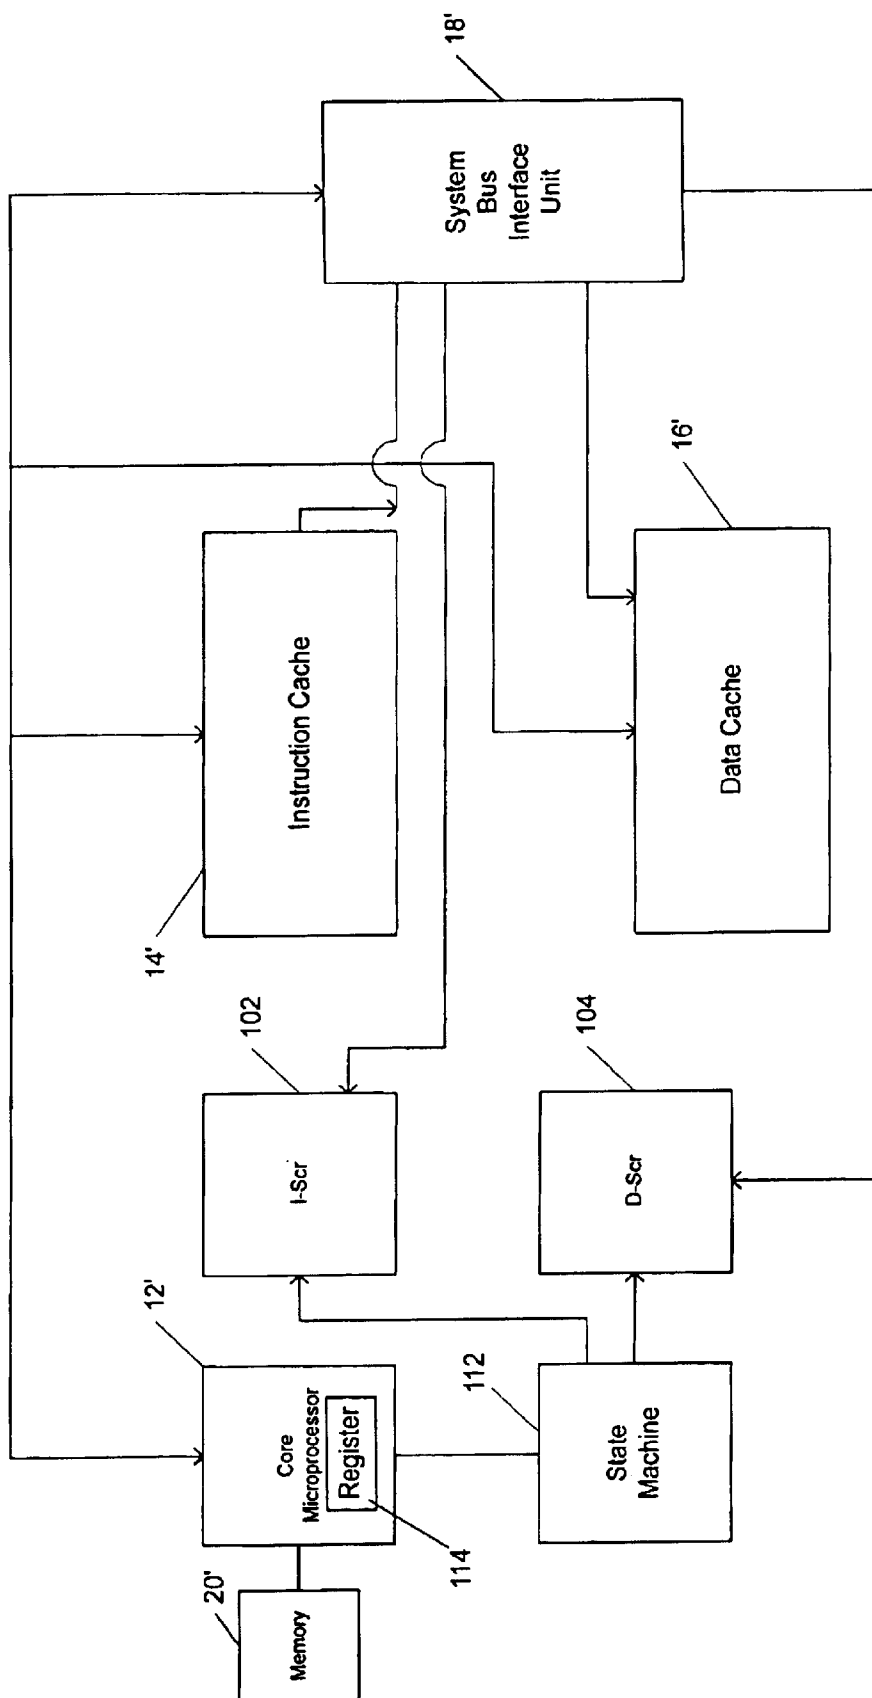 20'
Memory
12'
Core
Microprocessor
Register
114
112
State
Machine
102
I-Scr
104
D-Scr
14'
Instruction Cache
16'
Data Cache
18'
System
Bus
Interface
Unit